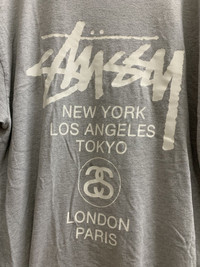 Stüssy
NEW YORK
LOS ANGELES
TOKYO
LONDON
PARIS